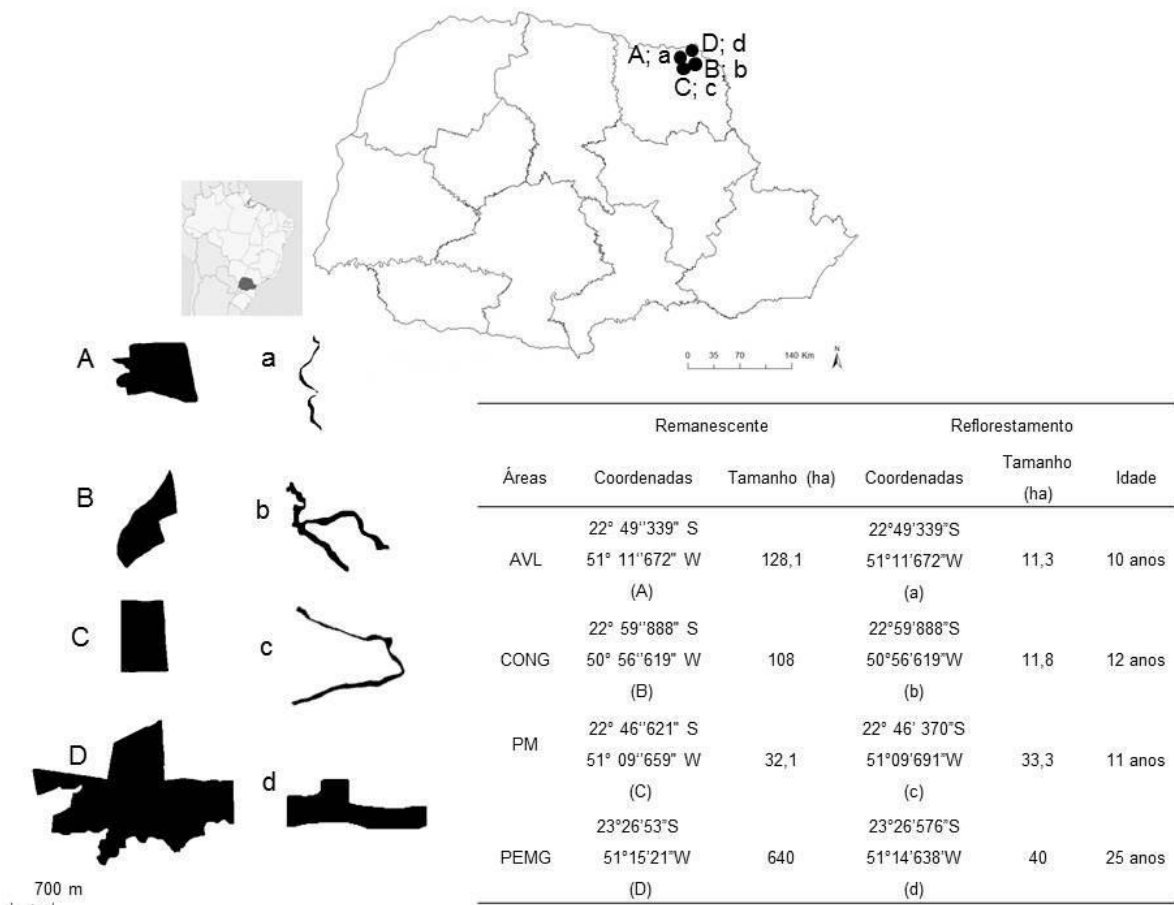 D; d
A; a
B; b
C; c
0 35 70 140 Km
N
A
a
B
b
C
c
D
d
700 m
Remanescente Reflorestamento
Áreas Coordenadas Tamanho (ha) Coordenadas Tamanho (ha) Idade
22° 49''339" S 22°49'339"S
AVL 51° 11'672" W 128,1 51°11'672"W 11,3 10 anos
(A) (a)
22° 59''888" S 22°59'888"S
CONG 50° 56''619" W 108 50°56'619"W 11,8 12 anos
(B) (b)
22° 46''621" S 22° 46' 370"S
PM 51° 09''659" W 32,1 51°09'691"W 33,3 11 anos
(C) (c)
23°26'53"S 23°26'576"S
PEMG 51°15'21"W 640 51°14'638"W 40 25 anos
(D) (d)